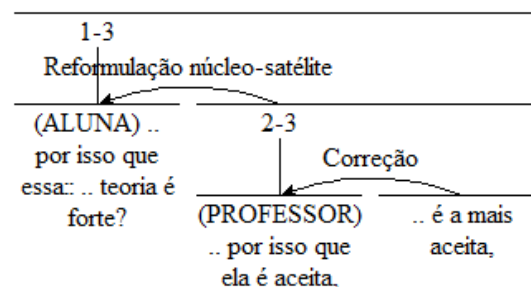 1-3
Reformulação núcleo-satélite
(ALUNA) ..
por isso que
essa:: .. teoria é
forte?
2-3
Correção
(PROFESSOR)
.. por isso que
ela é aceita,
.. é a mais
aceita,